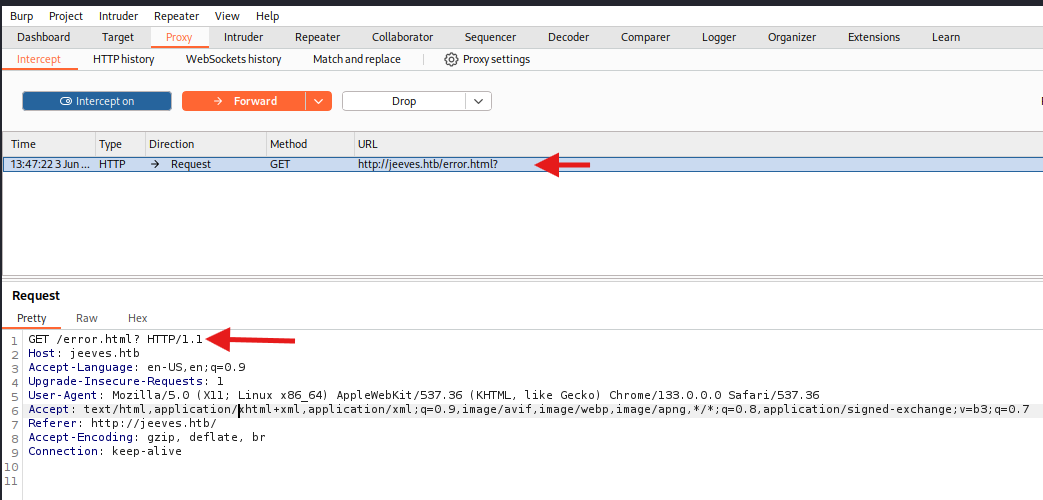 Burp Project Intruder Repeater View Help
Dashboard Target Proxy Intruder Repeater Collaborator Sequencer Decoder Comparer Logger Organizer Extensions Learn
Intercept HTTP history WebSockets history Match and replace Proxy settings
Intercept on Forward Drop
Time Type Direction Method URL
13:47:22 3 Jun ... HTTP → Request GET http://jeeves.htb/error.html?
Request
Pretty Raw Hex
1 GET /error.html? HTTP/1.1
2 Host: jeeves.htb
3 Accept-Language: en-US,en;q=0.9
4 Upgrade-Insecure-Requests: 1
5 User-Agent: Mozilla/5.0 (X11; Linux x86_64) AppleWebKit/537.36 (KHTML, like Gecko) Chrome/133.0.0.0 Safari/537.36
6 Accept: text/html,application/xhtml+xml,application/xml;q=0.9,image/avif,image/webp,image/apng,*/*;q=0.8,application/signed-exchange;v=b3;q=0.7
7 Referer: http://jeeves.htb/
8 Accept-Encoding: gzip, deflate, br
9 Connection: keep-alive
10
11